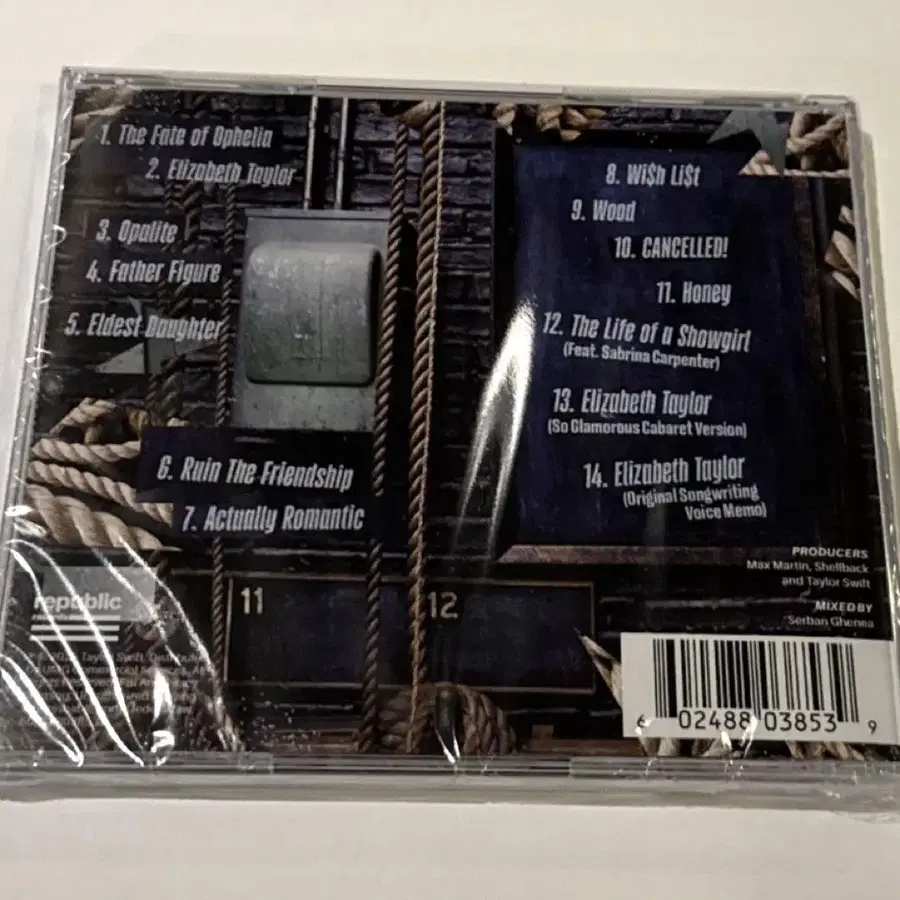 1. The Fate of Ophelia
2. Elizabeth Taylor
3. Opalite
4. Father Figure
5. Eldest Daughter
6. Ruin The Friendship
7. Actually Romantic
8. Wi$h Li$t
9. Wood
10. CANCELLED!
11. Honey
12. The Life of a Showgirl
(Feat. Sabrina Carpenter)
13. Elizabeth Taylor
(So Glamorous Cabaret Version)
14. Elizabeth Taylor
(Original Songwriting
Voice Memo)
PRODUCERS
Max Martin, Shellback
and Taylor Swift
MIXED BY
Serban Ghenea
republic
11
12
Taylor Swift.
6 02488 03853 9